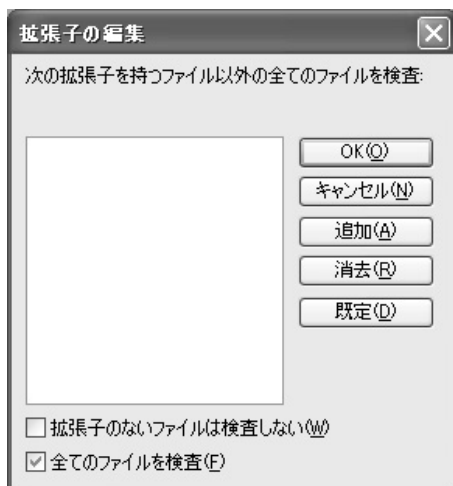 拡張子の編集
次の拡張子を持つファイル以外の全てのファイルを検査:
OK(O)
キャンセル(N)
追加(A)
消去(R)
既定(D)
拡張子のないファイルは検査しない(W)
全てのファイルを検査(F)